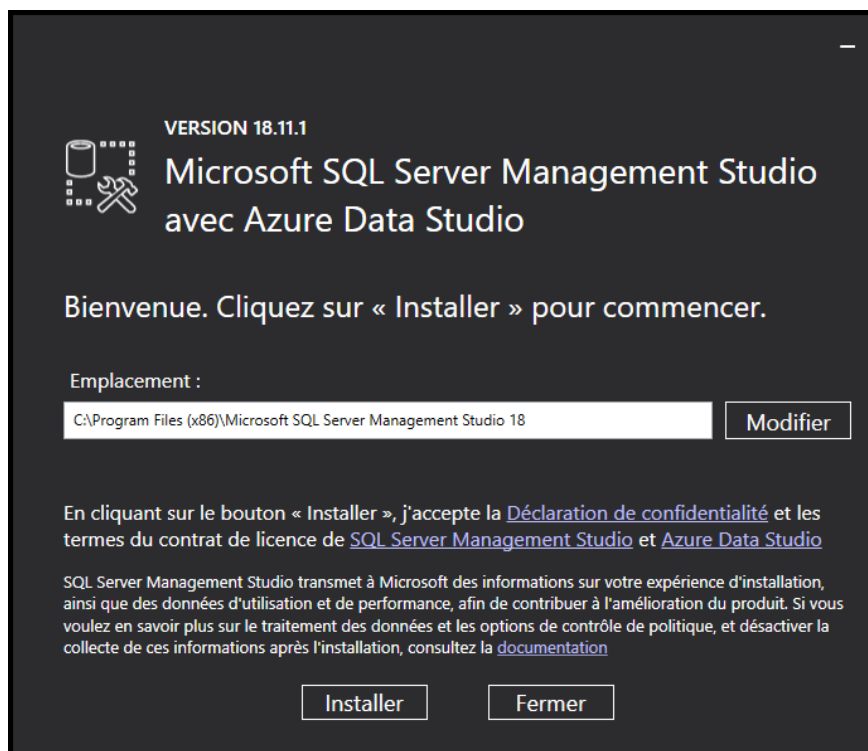 VERSION 18.11.1
Microsoft SQL Server Management Studio
avec Azure Data Studio
Bienvenue. Cliquez sur « Installer » pour commencer.
Emplacement :
C:\Program Files (x86)\Microsoft SQL Server Management Studio 18
Modifier
En cliquant sur le bouton « Installer », j'accepte la Déclaration de confidentialité et les
termes du contrat de licence de SQL Server Management Studio et Azure Data Studio
SQL Server Management Studio transmet à Microsoft des informations sur votre expérience d'installation,
ainsi que des données d'utilisation et de performance, afin de contribuer à l'amélioration du produit. Si vous
voulez en savoir plus sur le traitement des données et les options de contrôle de politique, et désactiver la
collecte de ces informations après l'installation, consultez la documentation
Installer
Fermer